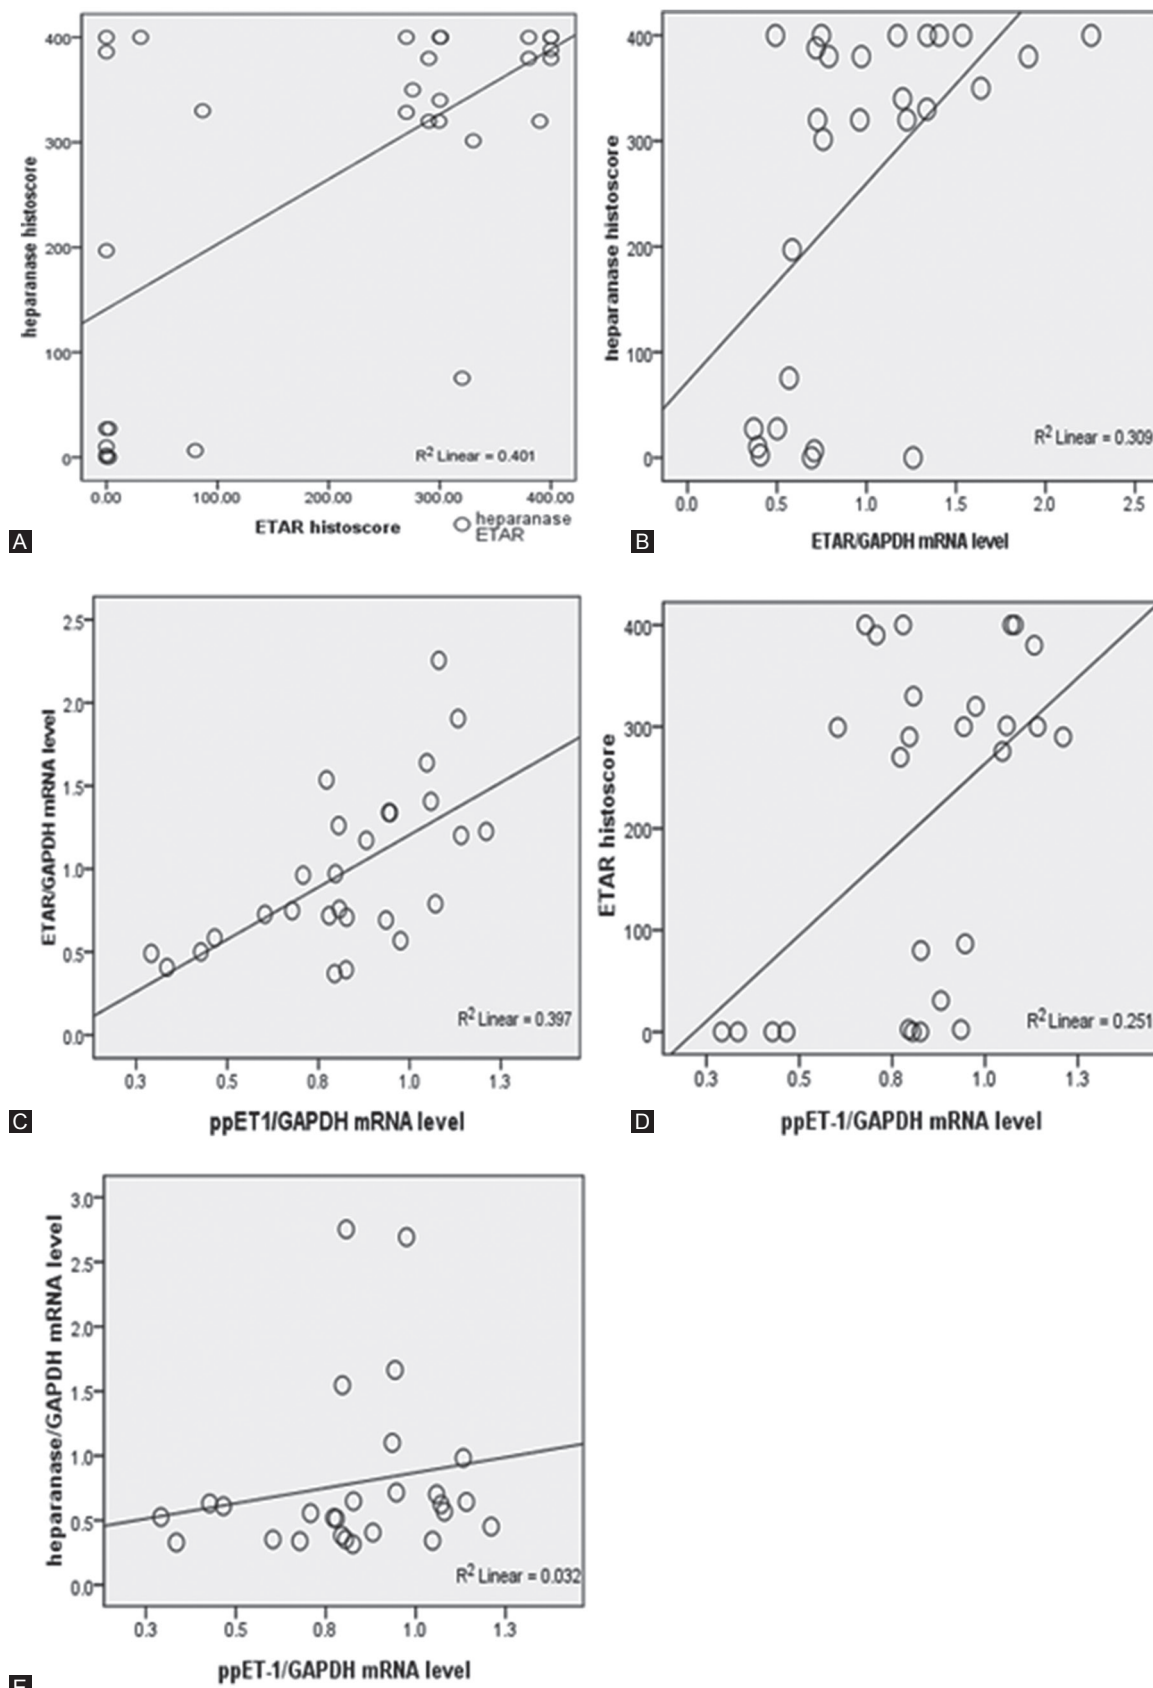 400
300
200
100
0
heparanase histoscore
R2 Linear = 0.401
0.00 100.00 200.00 300.00 400.00
ETAR histoscore
heparanase
ETAR
A
400
300
200
100
0
heparanase histoscore
R2 Linear = 0.309
0.0 0.5 1.0 1.5 2.0 2.5
ETAR/GAPDH mRNA level
B
2.5
2.0
1.5
1.0
0.5
0.0
ETAR/GAPDH mRNA level
R2 Linear = 0.397
0.3 0.5 0.8 1.0 1.3
ppET1/GAPDH mRNA level
C
400
300
200
100
0
ETAR histoscore
R2 Linear = 0.251
0.3 0.5 0.8 1.0 1.3
ppET-1/GAPDH mRNA level
D
3.0
2.5
2.0
1.5
1.0
0.5
0.0
heparanase/GAPDH mRNA level
R2 Linear = 0.032
0.3 0.5 0.8 1.0 1.3
ppET-1/GAPDH mRNA level